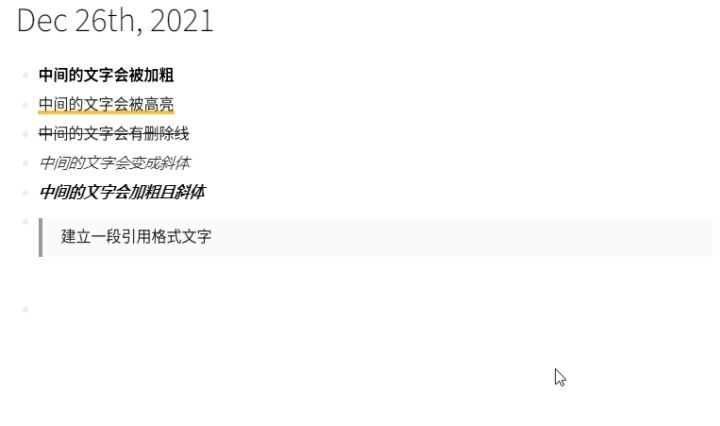 Dec 26th, 2021
中间的文字会被加粗
中间的文字会被高亮
中间的文字会有删除线
中间的文字会变成斜体
中间的文字会加粗且斜体
建立一段引用格式文字